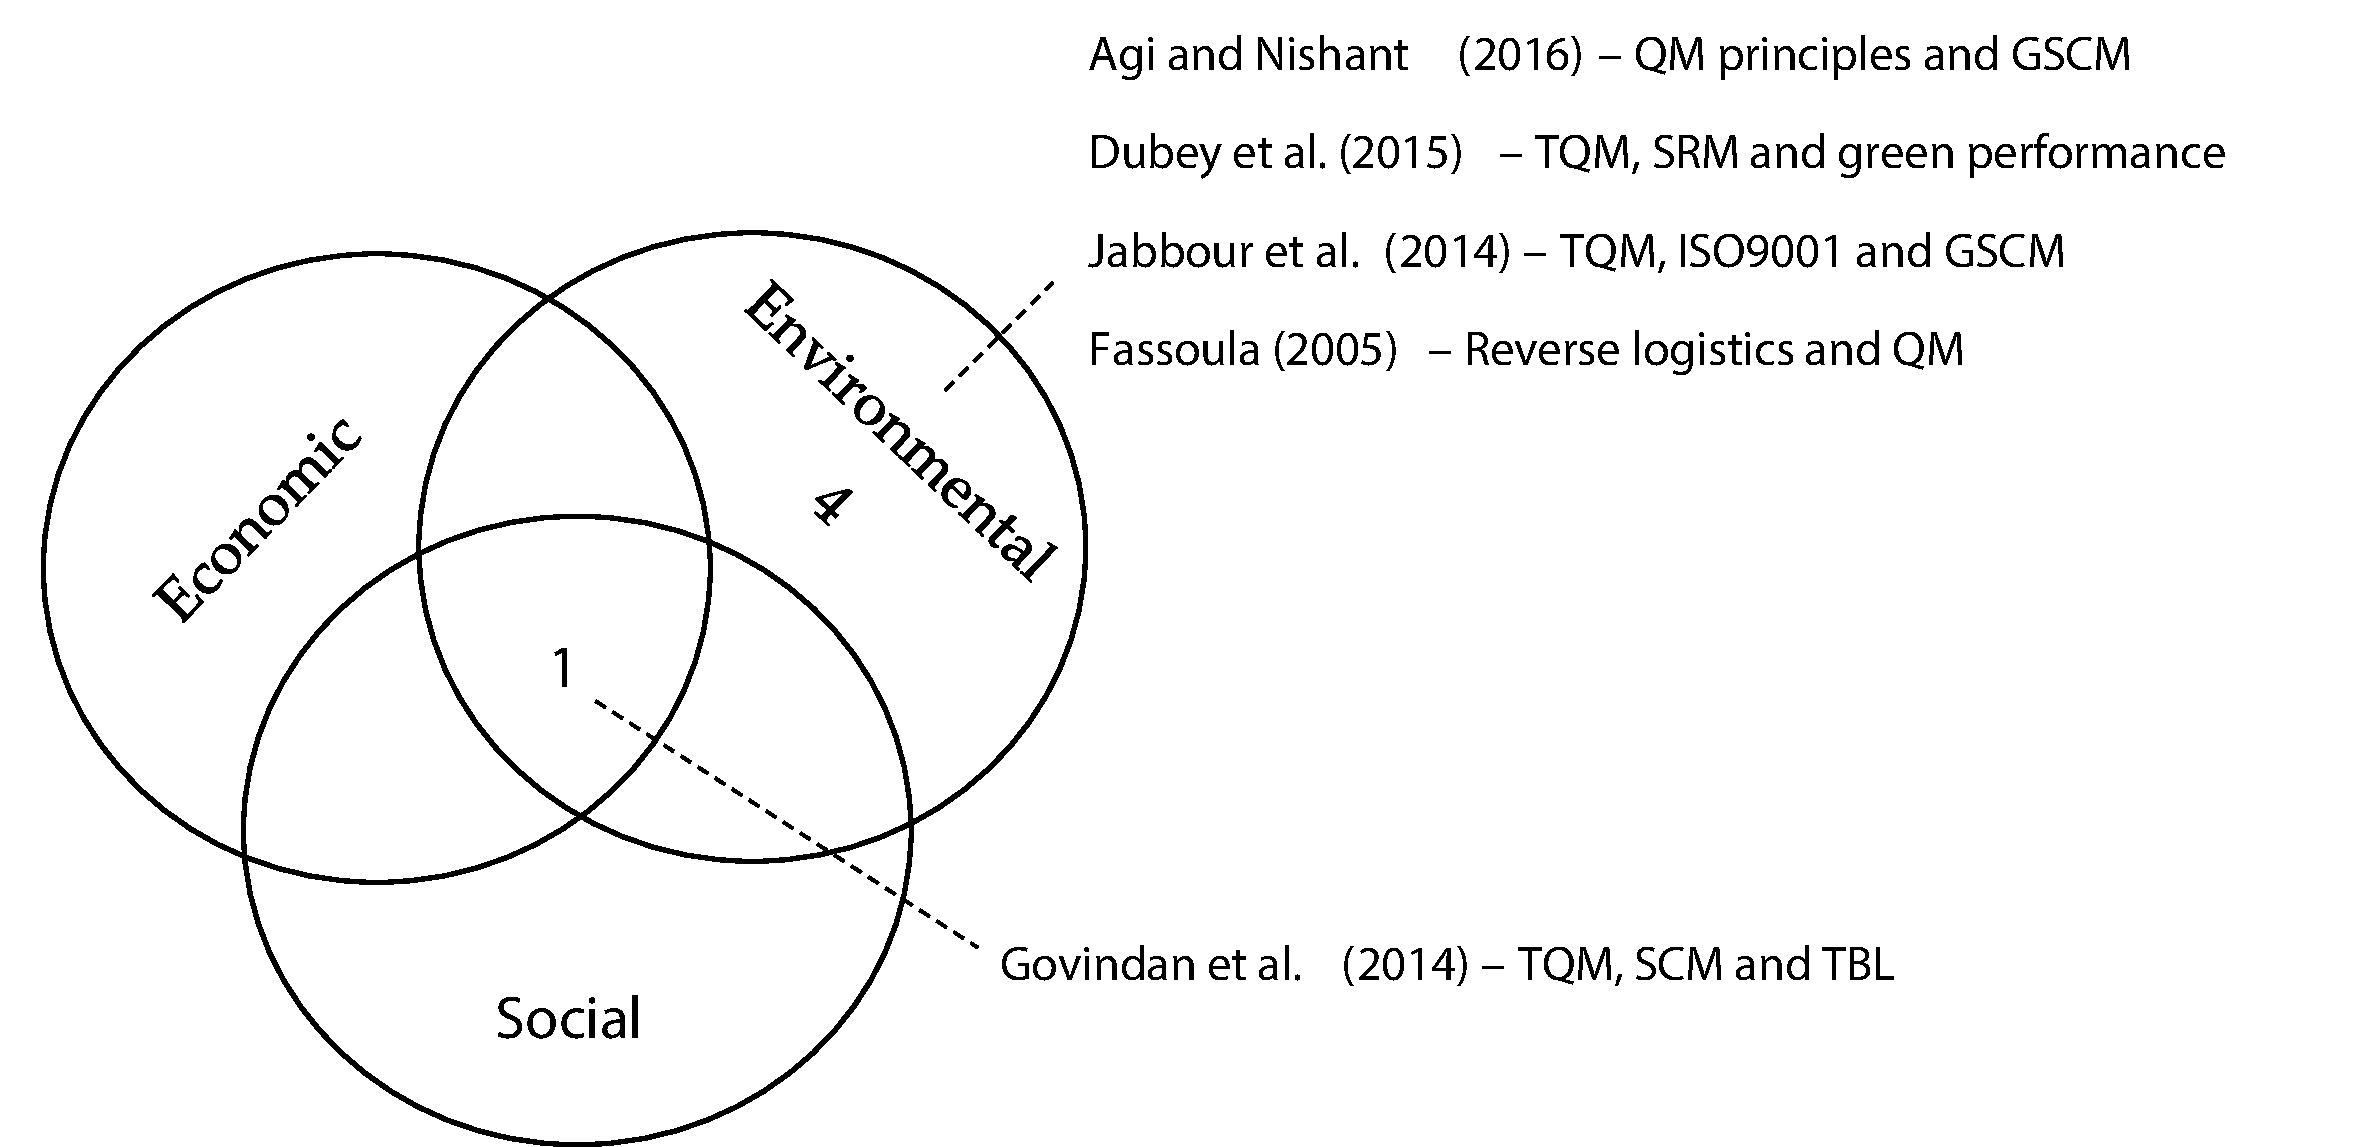 Agi and Nishant (2016) – QM principles and GSCM
Dubey et al. (2015) – TQM, SRM and green performance
Jabbour et al. (2014) – TQM, ISO9001 and GSCM
Fassoula (2005) – Reverse logistics and QM
Environmental
4
Economic
1
Govindan et al. (2014) – TQM, SCM and TBL
Social